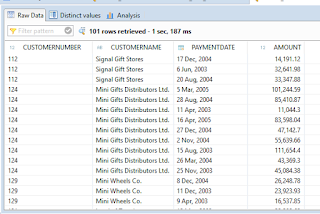 Raw Data Distinct values Analysis
Filter pattern 101 rows retrieved - 1 sec, 187 ms
CUSTOMERNUMBER CUSTOMERNAME PAYMENTDATE AMOUNT
112 Signal Gift Stores 17 Dec, 2004 14,191.12
112 Signal Gift Stores 6 Jun, 2003 32,641.98
112 Signal Gift Stores 20 Aug, 2004 33,347.88
124 Mini Gifts Distributors Ltd. 5 Mar, 2005 101,244.59
124 Mini Gifts Distributors Ltd. 28 Aug, 2004 85,410.87
124 Mini Gifts Distributors Ltd. 11 Apr, 2003 11,044.3
124 Mini Gifts Distributors Ltd. 16 Apr, 2005 83,598.04
124 Mini Gifts Distributors Ltd. 27 Dec, 2004 47,142.7
124 Mini Gifts Distributors Ltd. 2 Nov, 2004 55,639.66
124 Mini Gifts Distributors Ltd. 15 Aug, 2003 111,654.4
124 Mini Gifts Distributors Ltd. 26 Mar, 2004 43,369.3
124 Mini Gifts Distributors Ltd. 25 Nov, 2003 45,084.38
129 Mini Wheels Co. 8 Dec, 2004 26,248.78
129 Mini Wheels Co. 11 Dec, 2003 23,923.93
129 Mini Wheels Co. 9 Apr, 2003 16,537.85